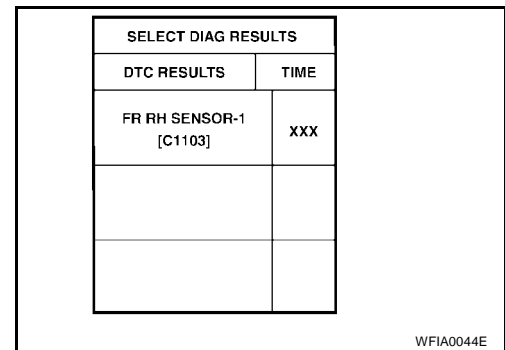 SELECT DIAG RESULTS
DTC RESULTS TIME
FR RH SENSOR-1
[C1103]
XXX
WFIA0044E